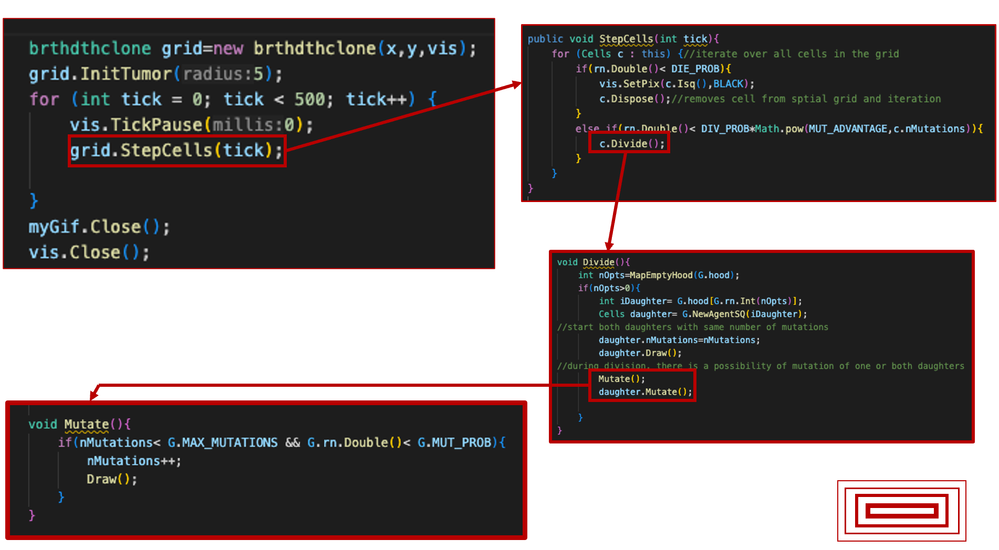 brthdthclone grid=new brthdthclone(x,y,vis);
grid.InitTumor(radius:5);
for (int tick = 0; tick < 500; tick++) {
vis.TickPause(millis:0);
grid.StepCells(tick);
}
myGif.Close();
vis.Close();
public void StepCells(int tick){
for (Cells c : this) {//iterate over all cells in the grid
if(rn.Double()< DIE_PROB){
vis.SetPix(c.Isq(),BLACK);
c.Dispose();//removes cell from sptial grid and iteration
}
else if(rn.Double()< DIV_PROB*Math.pow(MUT_ADVANTAGE,c.nMutations)){
c.Divide();
}
}
}
void Divide(){
int nOpts=MapEmptyHood(G.hood);
if(nOpts>0){
int iDaughter= G.hood[G.rn.Int(nOpts)];
Cells daughter= G.NewAgentSQ(iDaughter);
//start both daughters with same number of mutations
daughter.nMutations=nMutations;
daughter.Draw();
//during division, there is a possibility of mutation of one or both daughters
Mutate();
daughter.Mutate();
}
}
void Mutate(){
if(nMutations< G.MAX_MUTATIONS && G.rn.Double()< G.MUT_PROB){
nMutations++;
Draw();
}
}